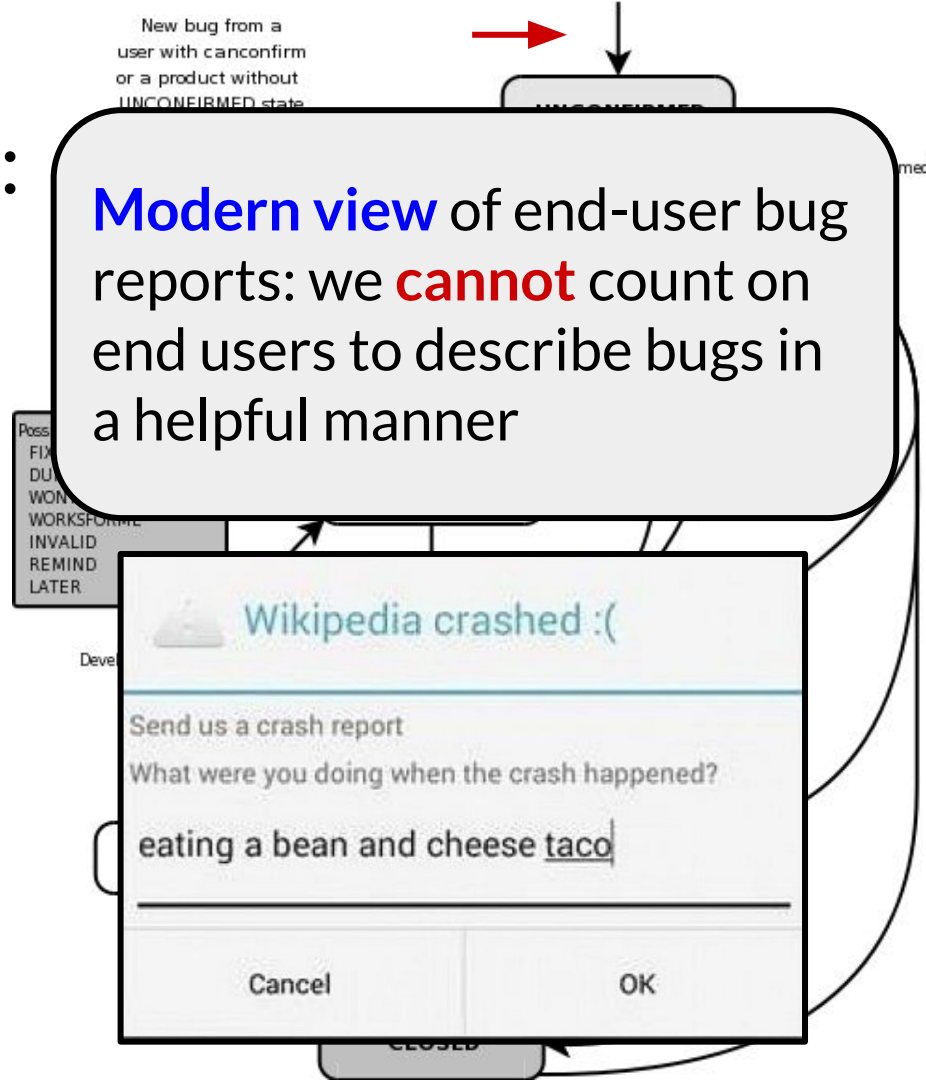 New bug from a
user with canconfirm
or a product without
UNCONFIRMED state
UNCONFIRMED
:
Modern view of end-user bug
reports: we cannot count on
end users to describe bugs in
a helpful manner
WORKSFORME
INVALID
REMIND
LATER
Wikipedia crashed :(
Send us a crash report
What were you doing when the crash happened?
eating a bean and cheese taco
Cancel
OK
CLOSED